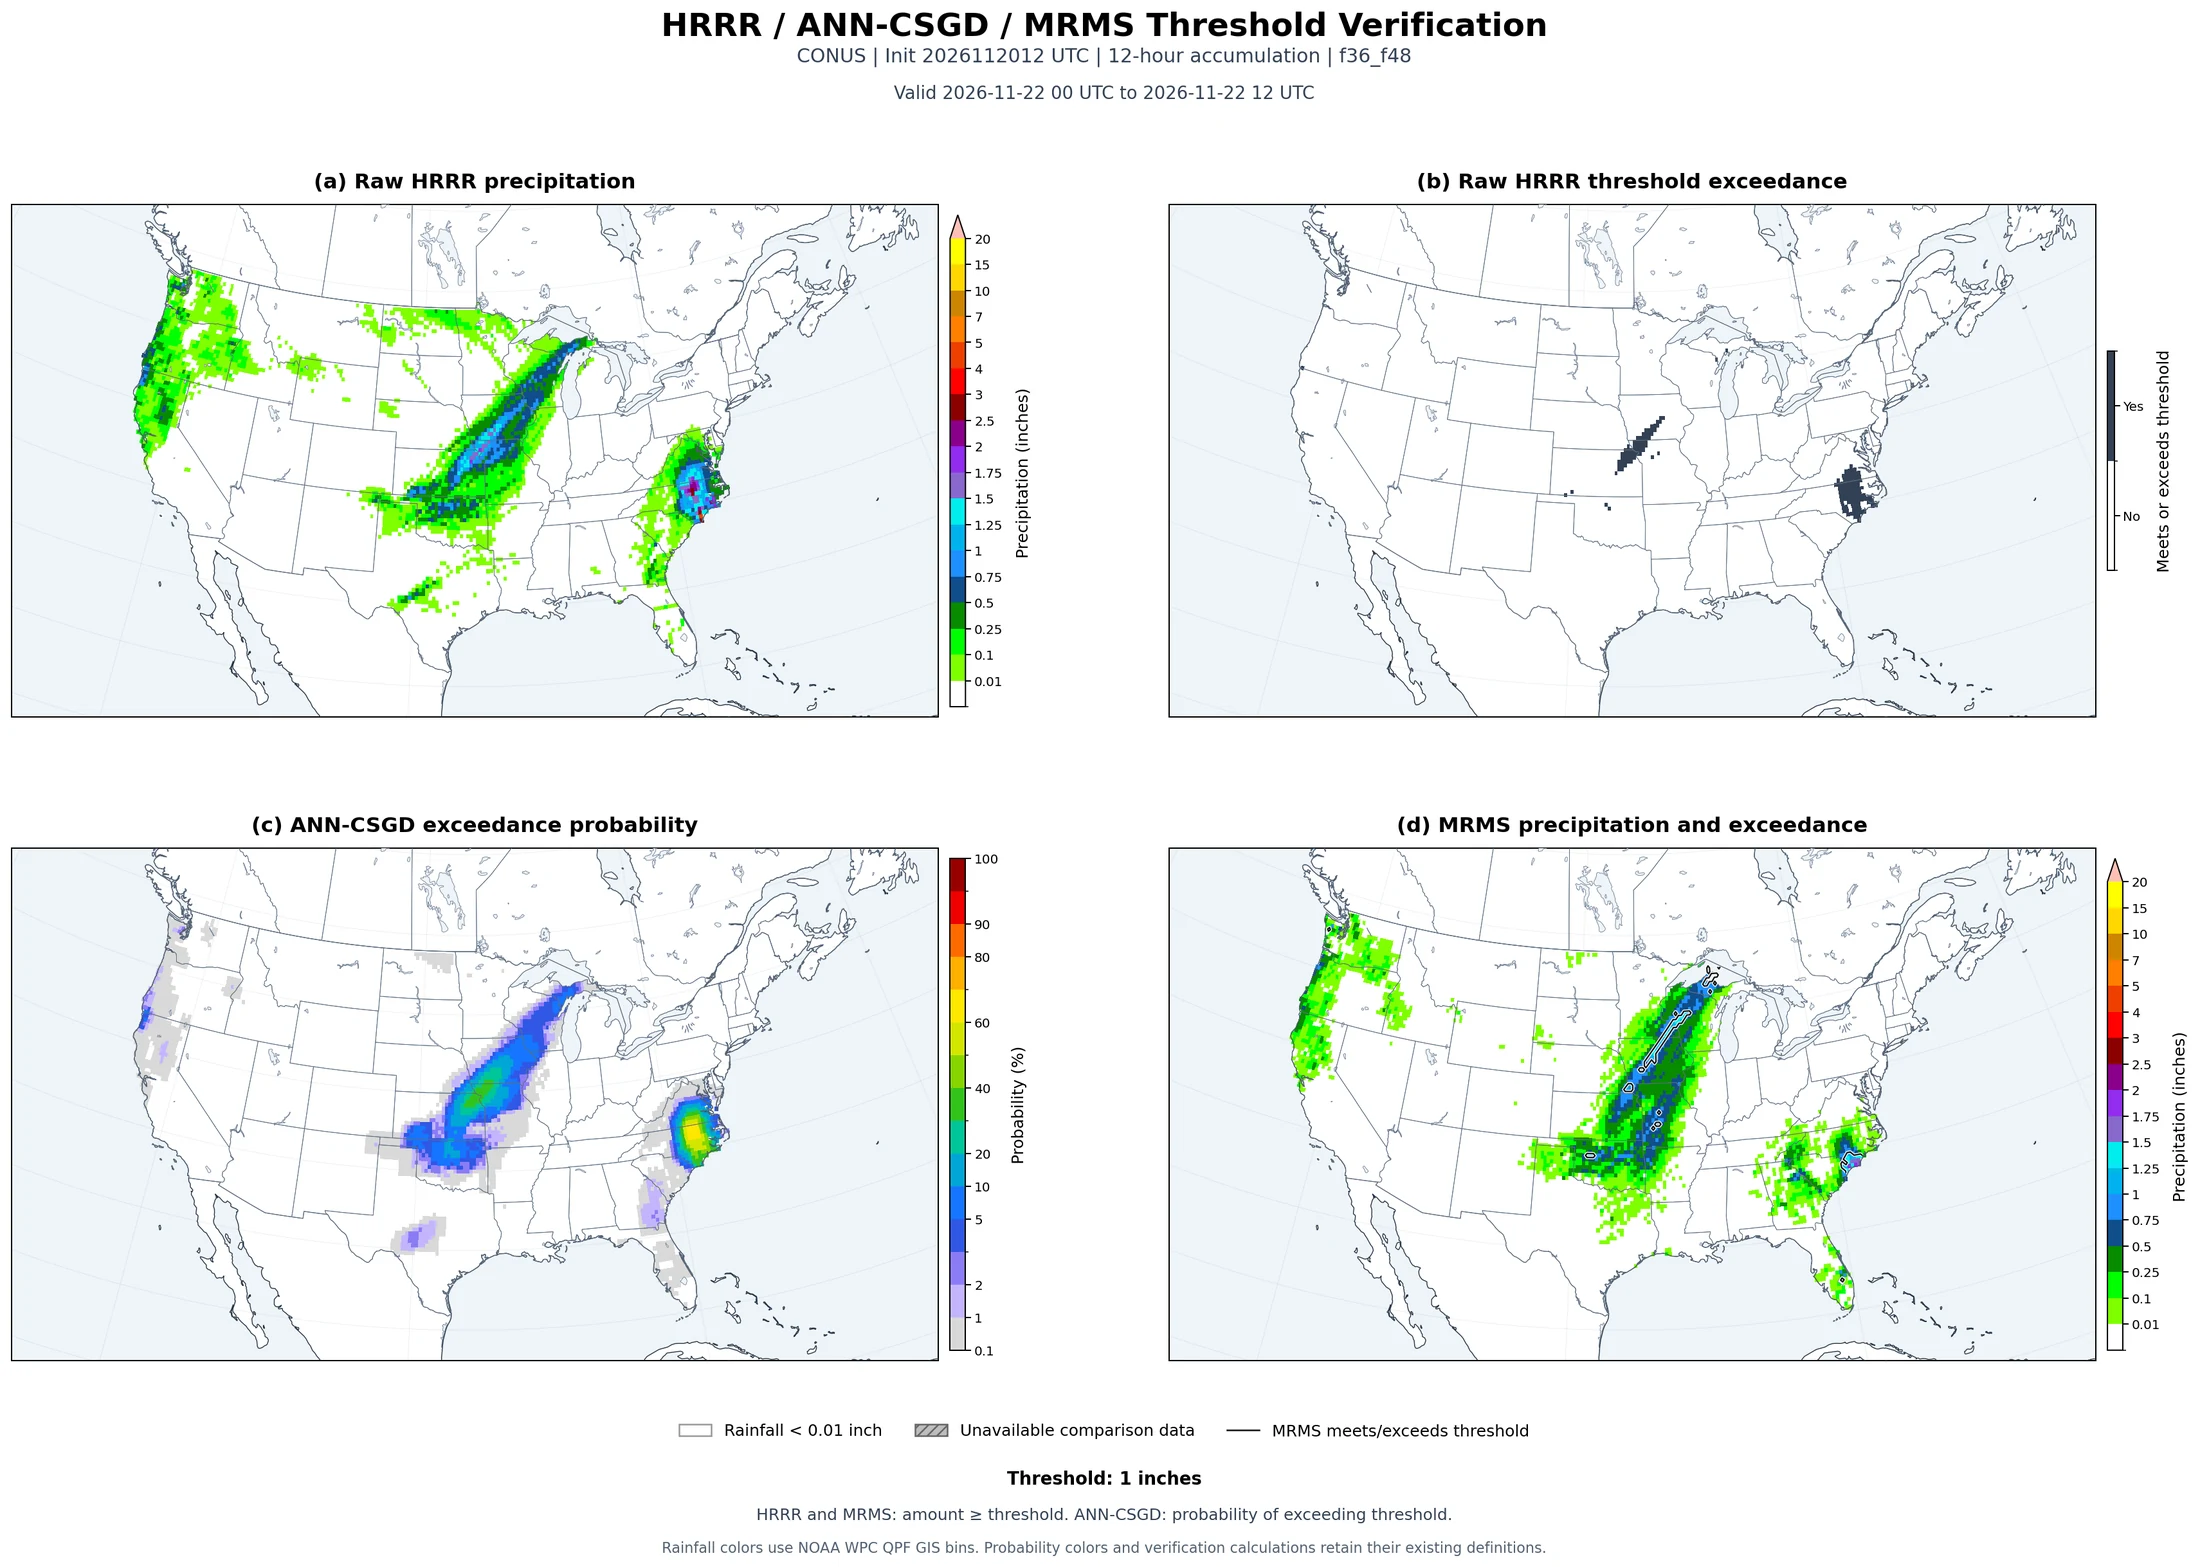 HRRR / ANN-CSGD / MRMS Threshold Verification
CONUS | Init 2026112012 UTC | 12-hour accumulation | f36_f48
Valid 2026-11-22 00 UTC to 2026-11-22 12 UTC
(a) Raw HRRR precipitation
20
15
10
7
5
4
3
2.5
2
1.75
1.5
1.25
1
0.75
0.5
0.25
0.1
0.01
Precipitation (inches)
(b) Raw HRRR threshold exceedance
Yes
No
Meets or exceeds threshold
(c) ANN-CSGD exceedance probability
100
90
80
60
40
20
10
5
2
1
0.1
Probability (%)
(d) MRMS precipitation and exceedance
20
15
10
7
5
4
3
2.5
2
1.75
1.5
1.25
1
0.75
0.5
0.25
0.1
0.01
Precipitation (inches)
Rainfall < 0.01 inch
Unavailable comparison data
MRMS meets/exceeds threshold
Threshold: 1 inches
HRRR and MRMS: amount ≥ threshold. ANN-CSGD: probability of exceeding threshold.
Rainfall colors use NOAA WPC QPF GIS bins. Probability colors and verification calculations retain their existing definitions.